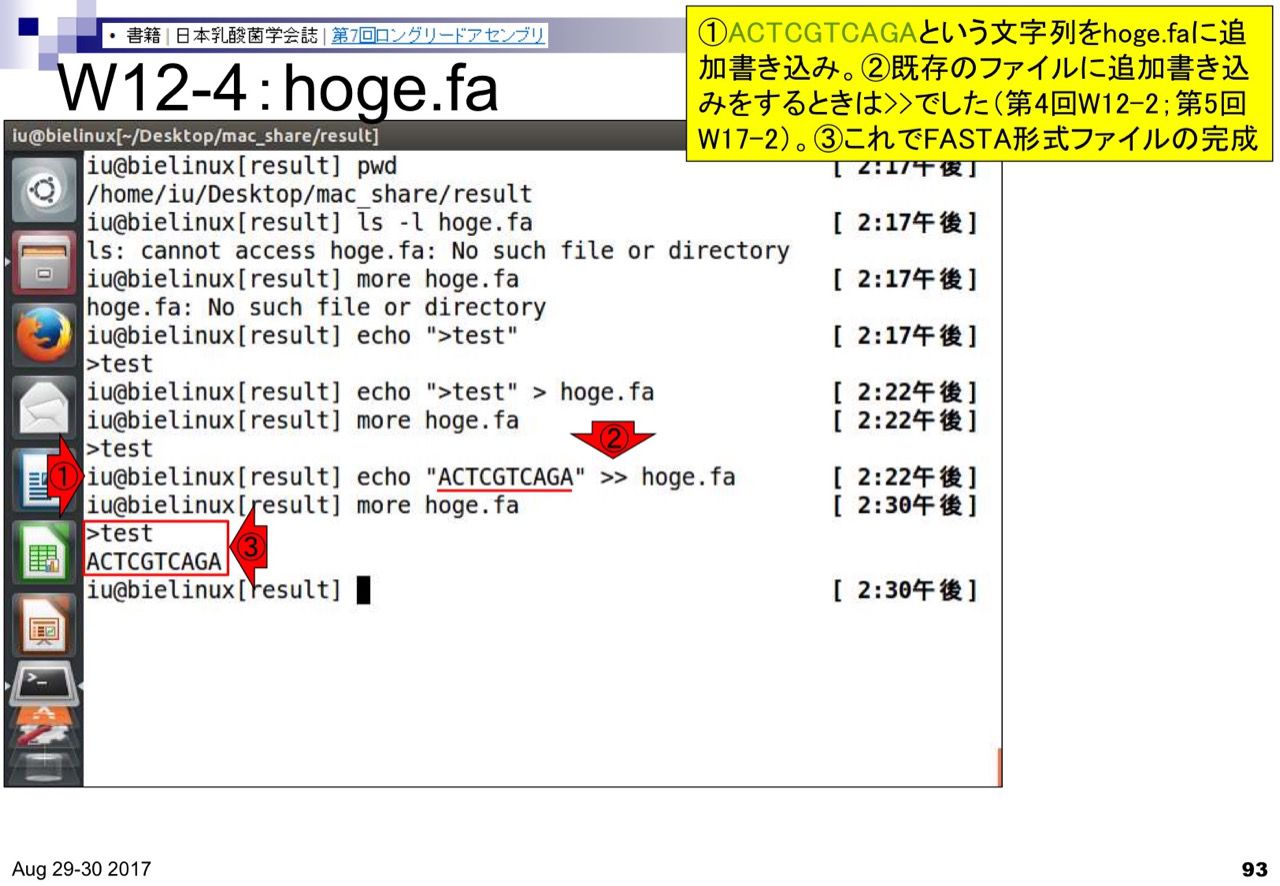 • 書籍 | 日本乳酸菌学会誌 | 第7回ロングリードアセンブリ
W12-4：hoge.fa
①ACTCGTCAGAという文字列をhoge.faに追
加書き込み。②既存のファイルに追加書き込
みをするときは>>でした（第4回W12-2；第5回
W17-2）。③これでFASTA形式ファイルの完成
iu@bielinux[~/Desktop/mac_share/result]
iu@bielinux[result] pwd [ 2:17午後]
/home/iu/Desktop/mac_share/result
iu@bielinux[result] ls -l hoge.fa [ 2:17午後]
ls: cannot access hoge.fa: No such file or directory
iu@bielinux[result] more hoge.fa [ 2:17午後]
hoge.fa: No such file or directory
iu@bielinux[result] echo ">test" [ 2:17午後]
>test
iu@bielinux[result] echo ">test" > hoge.fa [ 2:22午後]
iu@bielinux[result] more hoge.fa [ 2:22午後]
>test
②
① iu@bielinux[result] echo "ACTCGTCAGA" >> hoge.fa [ 2:22午後]
iu@bielinux[result] more hoge.fa [ 2:30午後]
>test
③
ACTCGTCAGA
iu@bielinux[result] [ 2:30午後]
Aug 29-30 2017
93